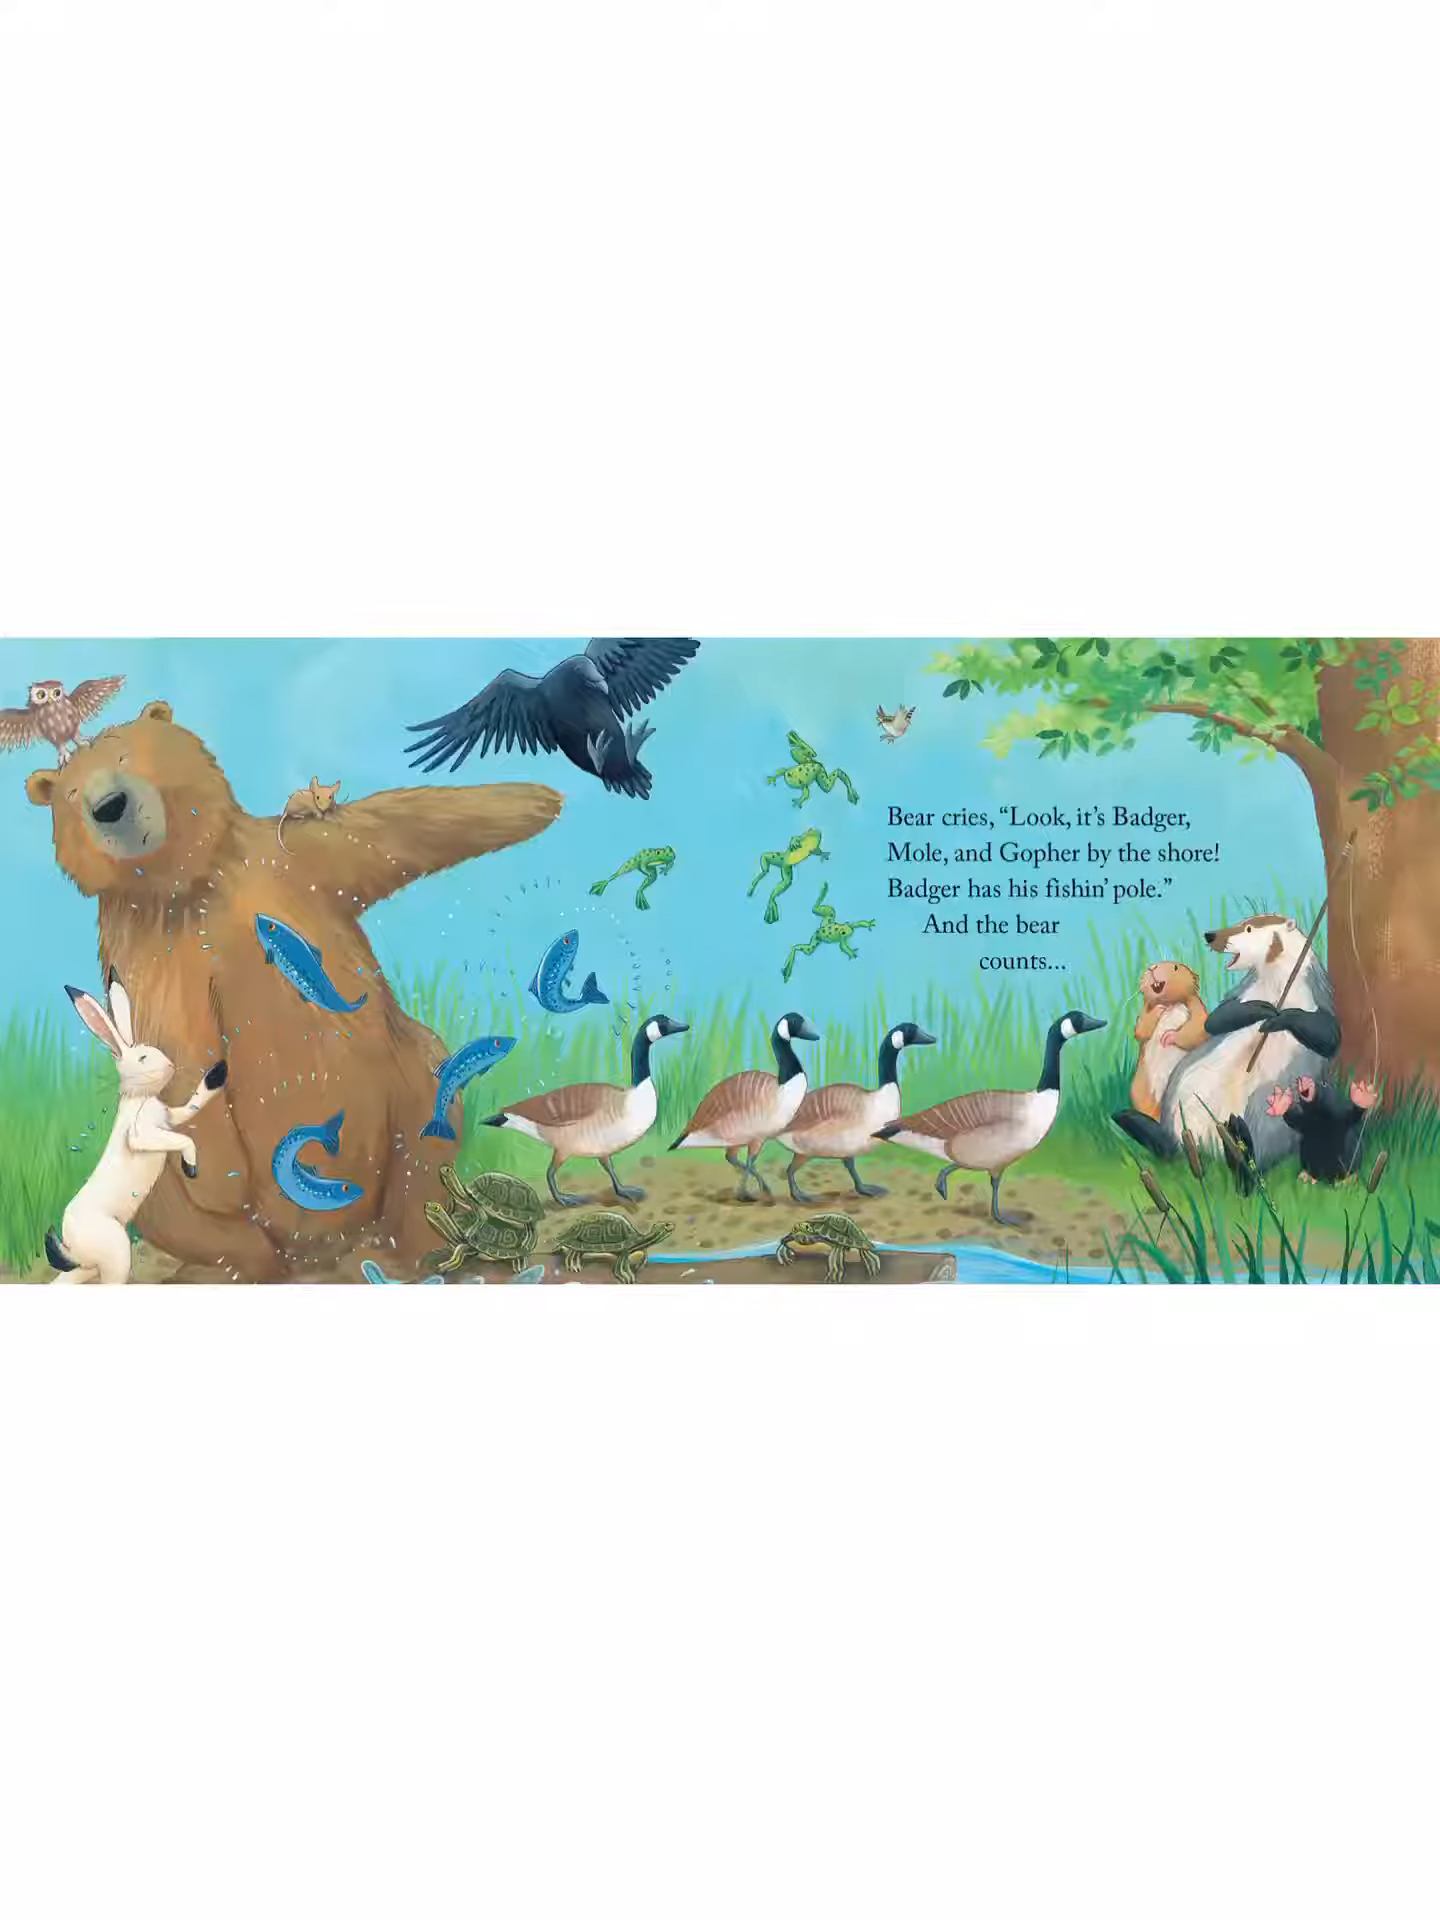 Bear cries, “Look, it’s Badger,
Mole, and Gopher by the shore!
Badger has his fishin’ pole.”
And the bear
counts...